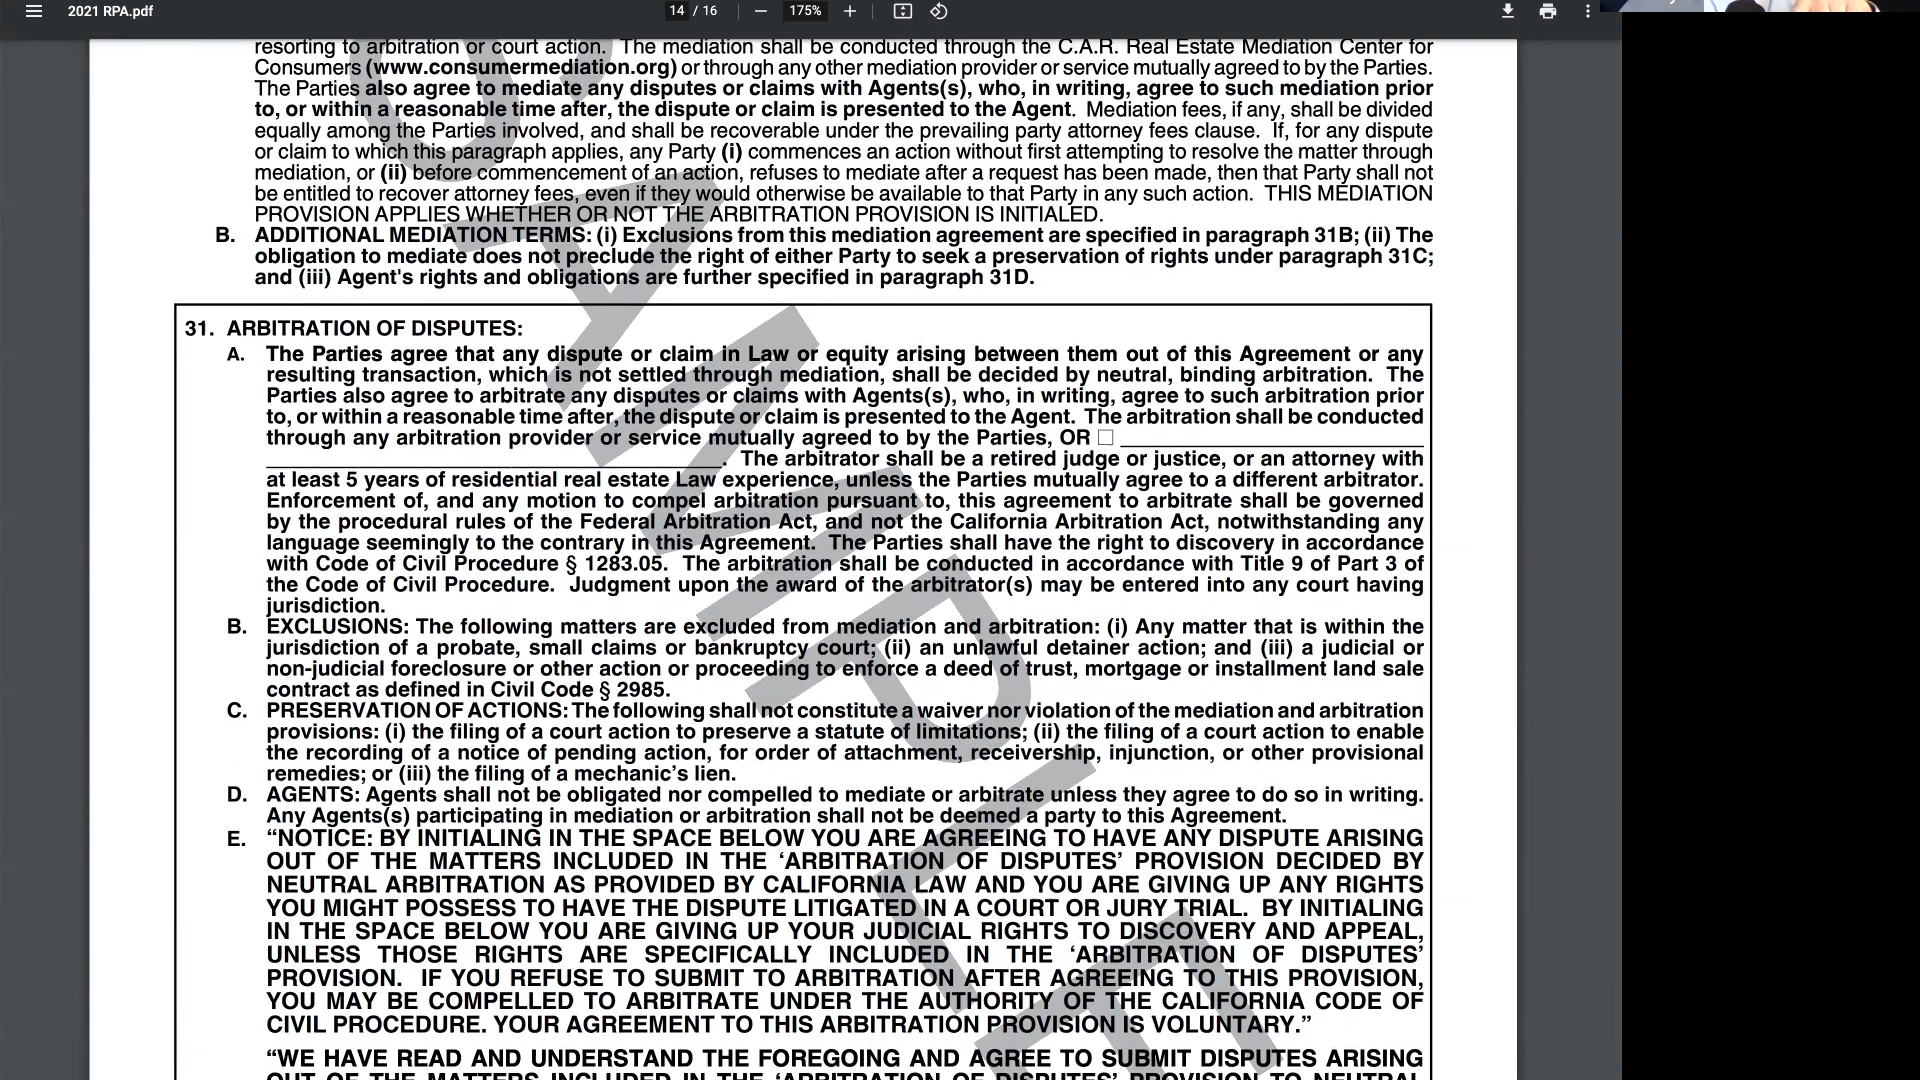 2021 RPA.pdf
14 / 16
175%
resorting to arbitration or court action. The mediation shall be conducted through the C.A.R. Real Estate Mediation Center for
Consumers (www.consumermediation.org) or through any other mediation provider or service mutually agreed to by the Parties.
The Parties also agree to mediate any disputes or claims with Agents(s), who, in writing, agree to such mediation prior
to, or within a reasonable time after, the dispute or claim is presented to the Agent. Mediation fees, if any, shall be divided
equally among the Parties involved, and shall be recoverable under the prevailing party attorney fees clause. If, for any dispute
or claim to which this paragraph applies, any Party (i) commences an action without first attempting to resolve the matter through
mediation, or (ii) before commencement of an action, refuses to mediate after a request has been made, then that Party shall not
be entitled to recover attorney fees, even if they would otherwise be available to that Party in any such action. THIS MEDIATION
PROVISION APPLIES WHETHER OR NOT THE ARBITRATION PROVISION IS INITIALED.
B. ADDITIONAL MEDIATION TERMS: (i) Exclusions from this mediation agreement are specified in paragraph 31B; (ii) The
obligation to mediate does not preclude the right of either Party to seek a preservation of rights under paragraph 31C;
and (iii) Agent's rights and obligations are further specified in paragraph 31D.
31. ARBITRATION OF DISPUTES:
A. The Parties agree that any dispute or claim in Law or equity arising between them out of this Agreement or any
resulting transaction, which is not settled through mediation, shall be decided by neutral, binding arbitration. The
Parties also agree to arbitrate any disputes or claims with Agents(s), who, in writing, agree to such arbitration prior
to, or within a reasonable time after, the dispute or claim is presented to the Agent. The arbitration shall be conducted
through any arbitration provider or service mutually agreed to by the Parties, OR ☐ ____________________
____________________. The arbitrator shall be a retired judge or justice, or an attorney with
at least 5 years of residential real estate Law experience, unless the Parties mutually agree to a different arbitrator.
Enforcement of, and any motion to compel arbitration pursuant to, this agreement to arbitrate shall be governed
by the procedural rules of the Federal Arbitration Act, and not the California Arbitration Act, notwithstanding any
language seemingly to the contrary in this Agreement. The Parties shall have the right to discovery in accordance
with Code of Civil Procedure § 1283.05. The arbitration shall be conducted in accordance with Title 9 of Part 3 of
the Code of Civil Procedure. Judgment upon the award of the arbitrator(s) may be entered into any court having
jurisdiction.
B. EXCLUSIONS: The following matters are excluded from mediation and arbitration: (i) Any matter that is within the
jurisdiction of a probate, small claims or bankruptcy court; (ii) an unlawful detainer action; and (iii) a judicial or
non-judicial foreclosure or other action or proceeding to enforce a deed of trust, mortgage or installment land sale
contract as defined in Civil Code § 2985.
C. PRESERVATION OF ACTIONS: The following shall not constitute a waiver nor violation of the mediation and arbitration
provisions: (i) the filing of a court action to preserve a statute of limitations; (ii) the filing of a court action to enable
the recording of a notice of pending action, for order of attachment, receivership, injunction, or other provisional
remedies; or (iii) the filing of a mechanic’s lien.
D. AGENTS: Agents shall not be obligated nor compelled to mediate or arbitrate unless they agree to do so in writing.
Any Agents(s) participating in mediation or arbitration shall not be deemed a party to this Agreement.
E. “NOTICE: BY INITIALING IN THE SPACE BELOW YOU ARE AGREEING TO HAVE ANY DISPUTE ARISING
OUT OF THE MATTERS INCLUDED IN THE ‘ARBITRATION OF DISPUTES’ PROVISION DECIDED BY
NEUTRAL ARBITRATION AS PROVIDED BY CALIFORNIA LAW AND YOU ARE GIVING UP ANY RIGHTS
YOU MIGHT POSSESS TO HAVE THE DISPUTE LITIGATED IN A COURT OR JURY TRIAL. BY INITIALING
IN THE SPACE BELOW YOU ARE GIVING UP YOUR JUDICIAL RIGHTS TO DISCOVERY AND APPEAL,
UNLESS THOSE RIGHTS ARE SPECIFICALLY INCLUDED IN THE ‘ARBITRATION OF DISPUTES’
PROVISION. IF YOU REFUSE TO SUBMIT TO ARBITRATION AFTER AGREEING TO THIS PROVISION,
YOU MAY BE COMPELLED TO ARBITRATE UNDER THE AUTHORITY OF THE CALIFORNIA CODE OF
CIVIL PROCEDURE. YOUR AGREEMENT TO THIS ARBITRATION PROVISION IS VOLUNTARY.”
“WE HAVE READ AND UNDERSTAND THE FOREGOING AND AGREE TO SUBMIT DISPUTES ARISING
OUT OF THE MATTERS INCLUDED IN THE ‘ARBITRATION OF DISPUTES’ PROVISION TO NEUTRAL
SAMPLE